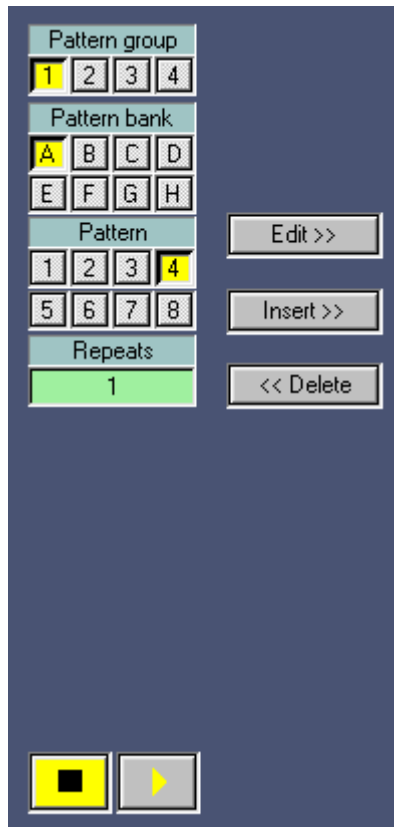 Pattern group
1 2 3 4
Pattern bank
A B C D
E F G H
Pattern
1 2 3 4
Edit >>
5 6 7 8
Insert >>
Repeats
1
<< Delete